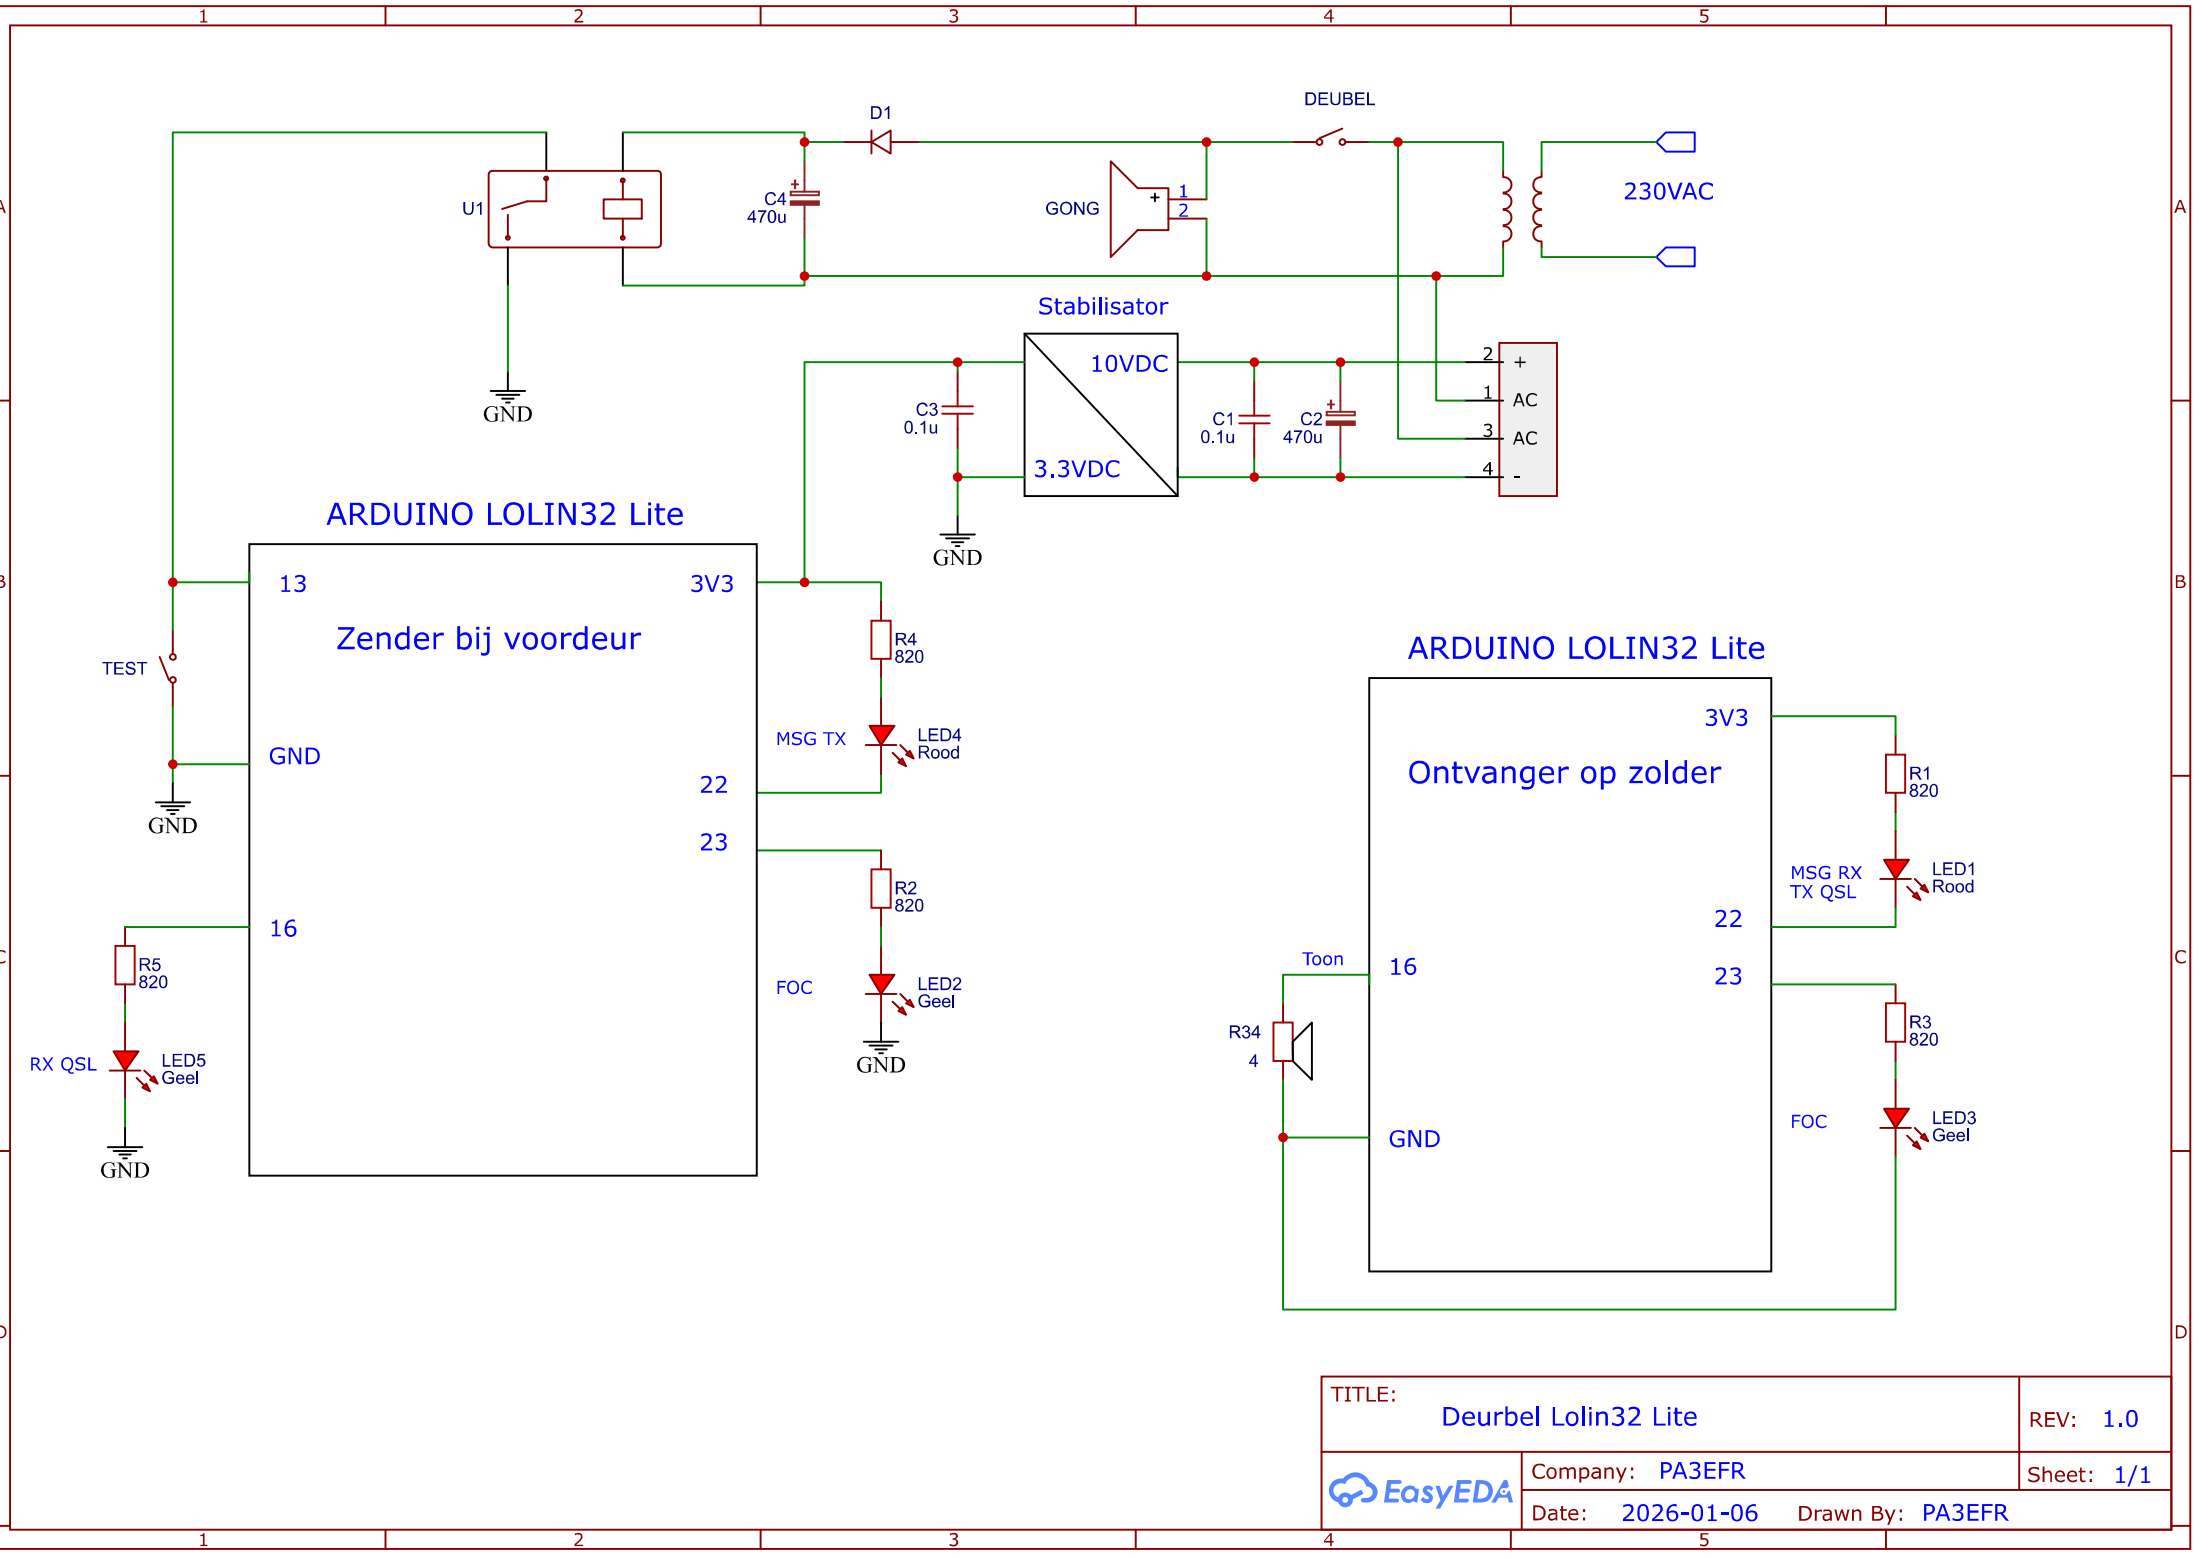 1 2 3 4 5
A
A
B
B
C
C
D
D
D1
DEUBEL
U1
+
C4
470u
GONG
+
1
2
230VAC
GND
Stabilisator
10VDC
3.3VDC
C3
0.1u
GND
C1
0.1u
+
C2
470u
2 +
1 AC
3 AC
4 -
ARDUINO LOLIN32 Lite
13
3V3
Zender bij voordeur
TEST
GND
GND
22
23
16
R4
820
MSG TX
LED4
Rood
R2
820
FOC
LED2
Geel
GND
R5
820
RX QSL
LED5
Geel
GND
ARDUINO LOLIN32 Lite
3V3
Ontvanger op zolder
22
23
16
GND
Toon
R34
4
R1
820
MSG RX
TX QSL
LED1
Rood
R3
820
FOC
LED3
Geel
TITLE:
Deurbel Lolin32 Lite
REV: 1.0
EasyEDA
Company: PA3EFR
Sheet: 1/1
Date: 2026-01-06 Drawn By: PA3EFR
1 2 3 4 5